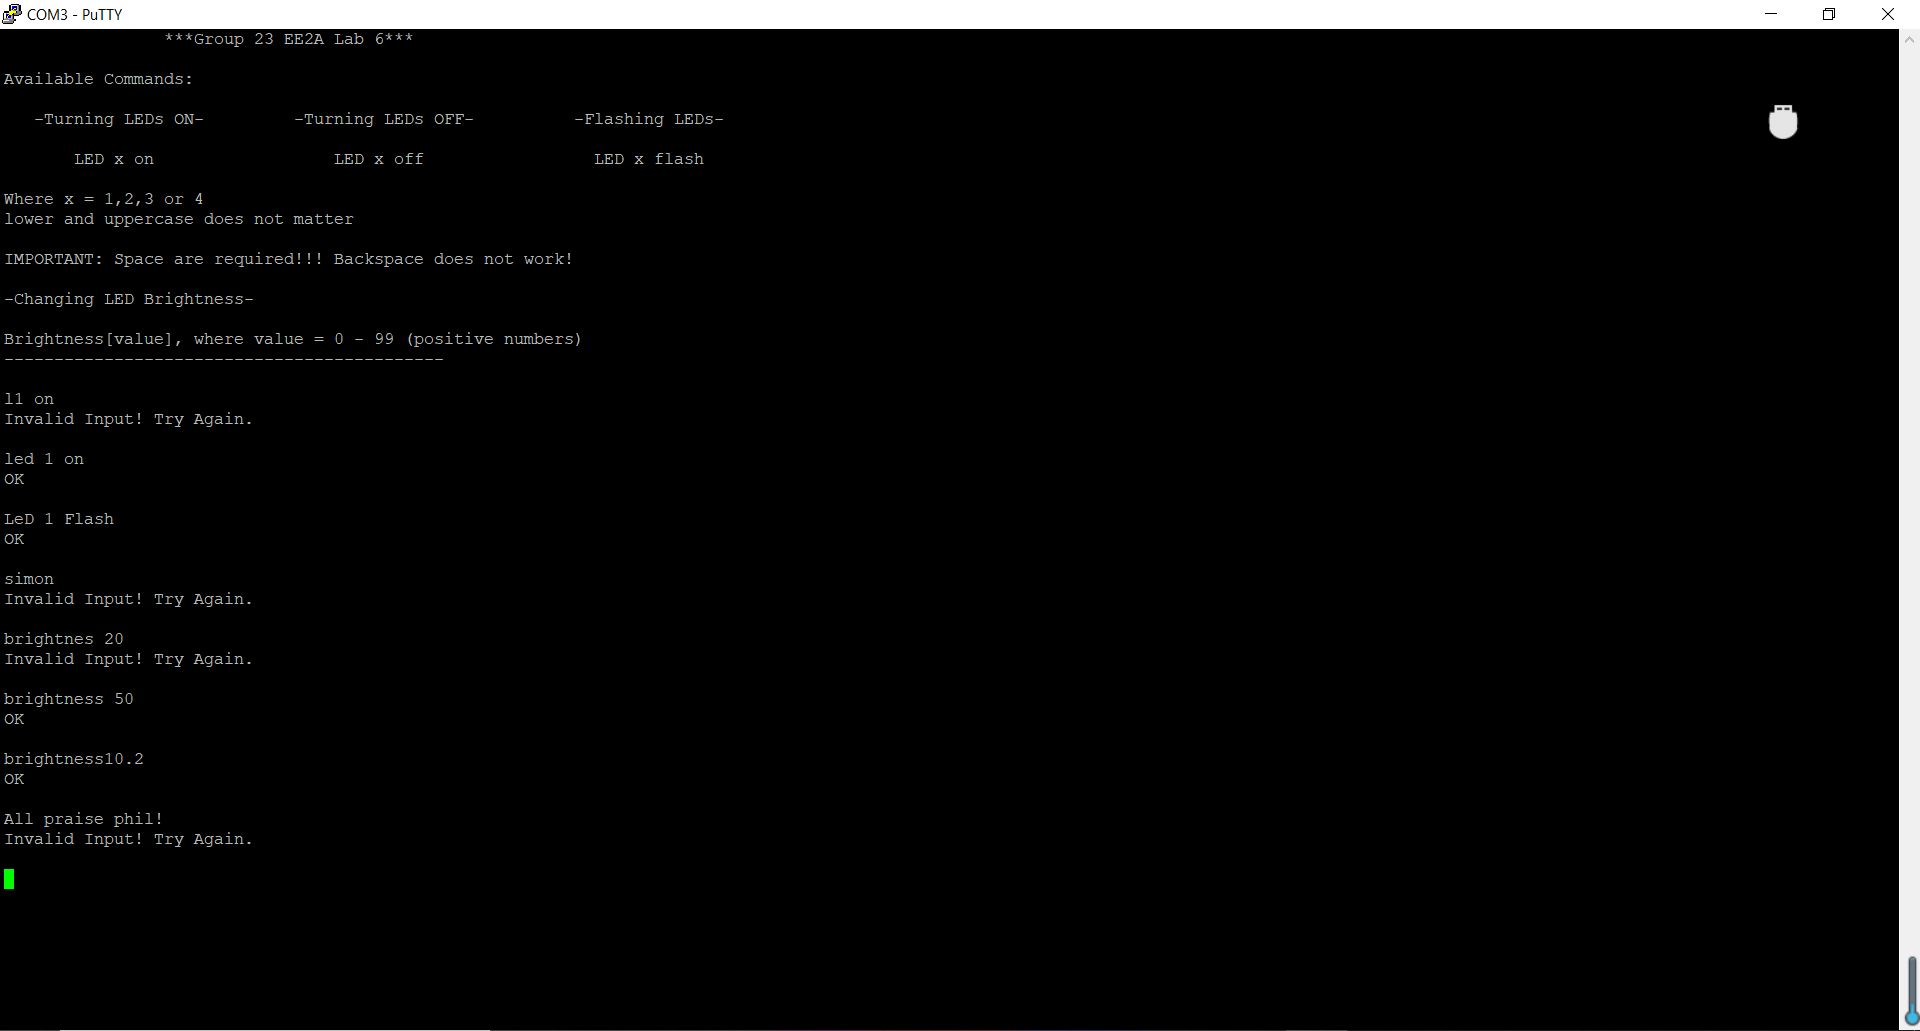 COM3 - PuTTY
***Group 23 EE2A Lab 6***
Available Commands:
-Turning LEDs ON- -Turning LEDs OFF- -Flashing LEDs-
LED x on LED x off LED x flash
Where x = 1,2,3 or 4
lower and uppercase does not matter
IMPORTANT: Space are required!!! Backspace does not work!
-Changing LED Brightness-
Brightness[value], where value = 0 - 99 (positive numbers)
--------------------------------------------
l1 on
Invalid Input! Try Again.
led 1 on
OK
LeD 1 Flash
OK
simon
Invalid Input! Try Again.
brightnes 20
Invalid Input! Try Again.
brightness 50
OK
brightness10.2
OK
All praise phil!
Invalid Input! Try Again.